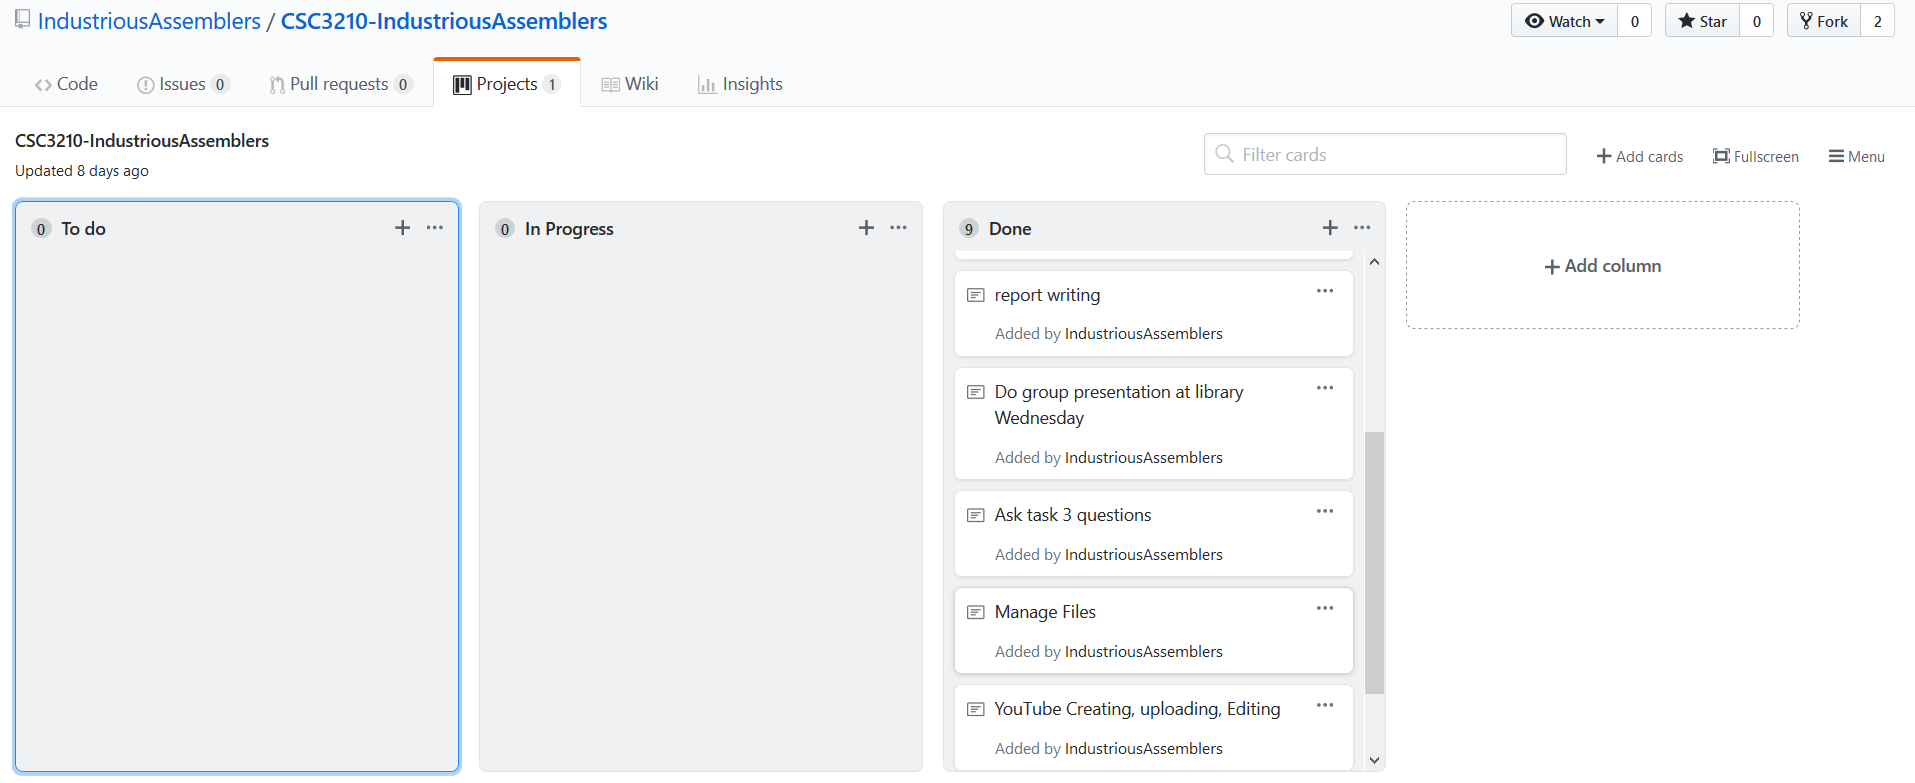 IndustriousAssemblers / CSC3210-IndustriousAssemblers
Watch 0
Star 0
Fork 2
Code
Issues 0
Pull requests 0
Projects 1
Wiki
Insights
CSC3210-IndustriousAssemblers
Updated 8 days ago
Filter cards
Add cards
Fullscreen
Menu
0 To do
0 In Progress
9 Done
report writing
Added by IndustriousAssemblers
Do group presentation at library
Wednesday
Added by IndustriousAssemblers
Ask task 3 questions
Added by IndustriousAssemblers
Manage Files
Added by IndustriousAssemblers
YouTube Creating, uploading, Editing
Added by IndustriousAssemblers
Add column